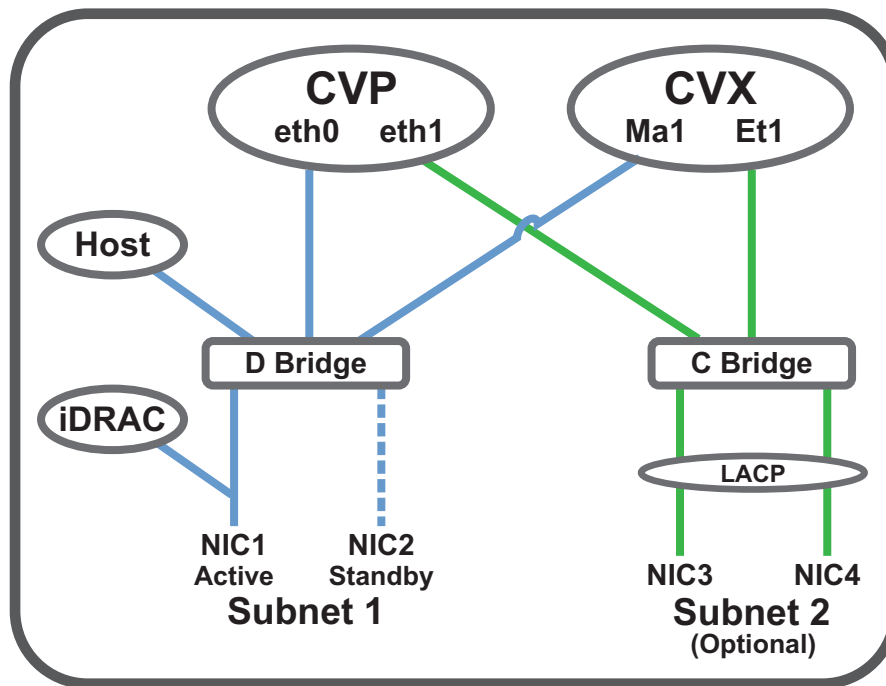 CVP
eth0 eth1
CVX
Ma1 Et1
Host
D Bridge
C Bridge
iDRAC
LACP
NIC1
Active
NIC2
Standby
Subnet 1
NIC3
NIC4
Subnet 2
(Optional)